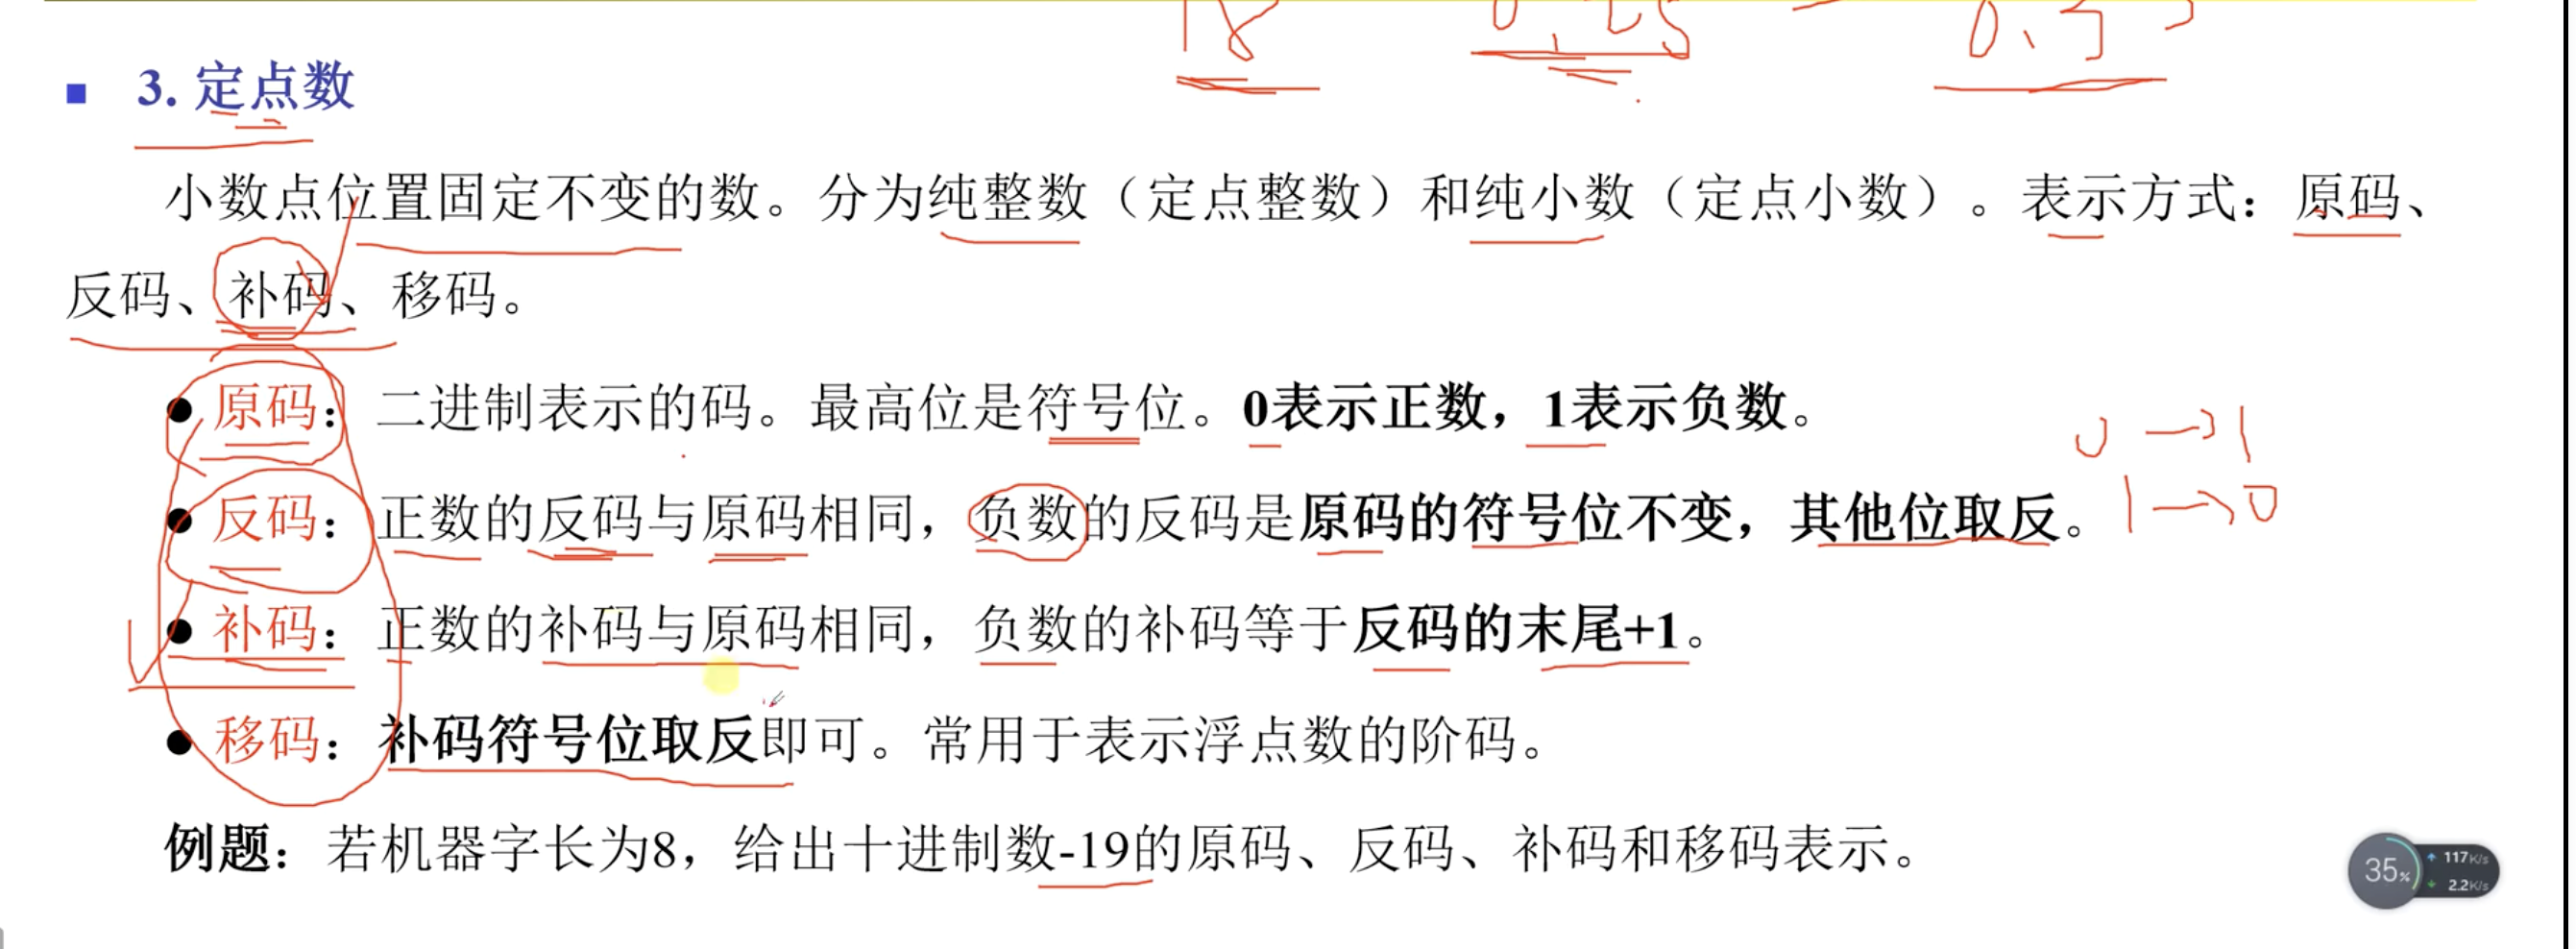 18 0.25
3. 定点数
小数点位置固定不变的数。分为纯整数（定点整数）和纯小数（定点小数）。表示方式：原码、
反码、补码、移码。
原码：二进制表示的码。最高位是符号位。0表示正数，1表示负数。
0→1
反码：正数的反码与原码相同，负数的反码是原码的符号位不变，其他位取反。
1→0
补码：正数的补码与原码相同，负数的补码等于反码的末尾+1。
移码：补码符号位取反即可。常用于表示浮点数的阶码。
例题：若机器字长为8，给出十进制数-19的原码、反码、补码和移码表示。
35%
117K/s
2.2K/s